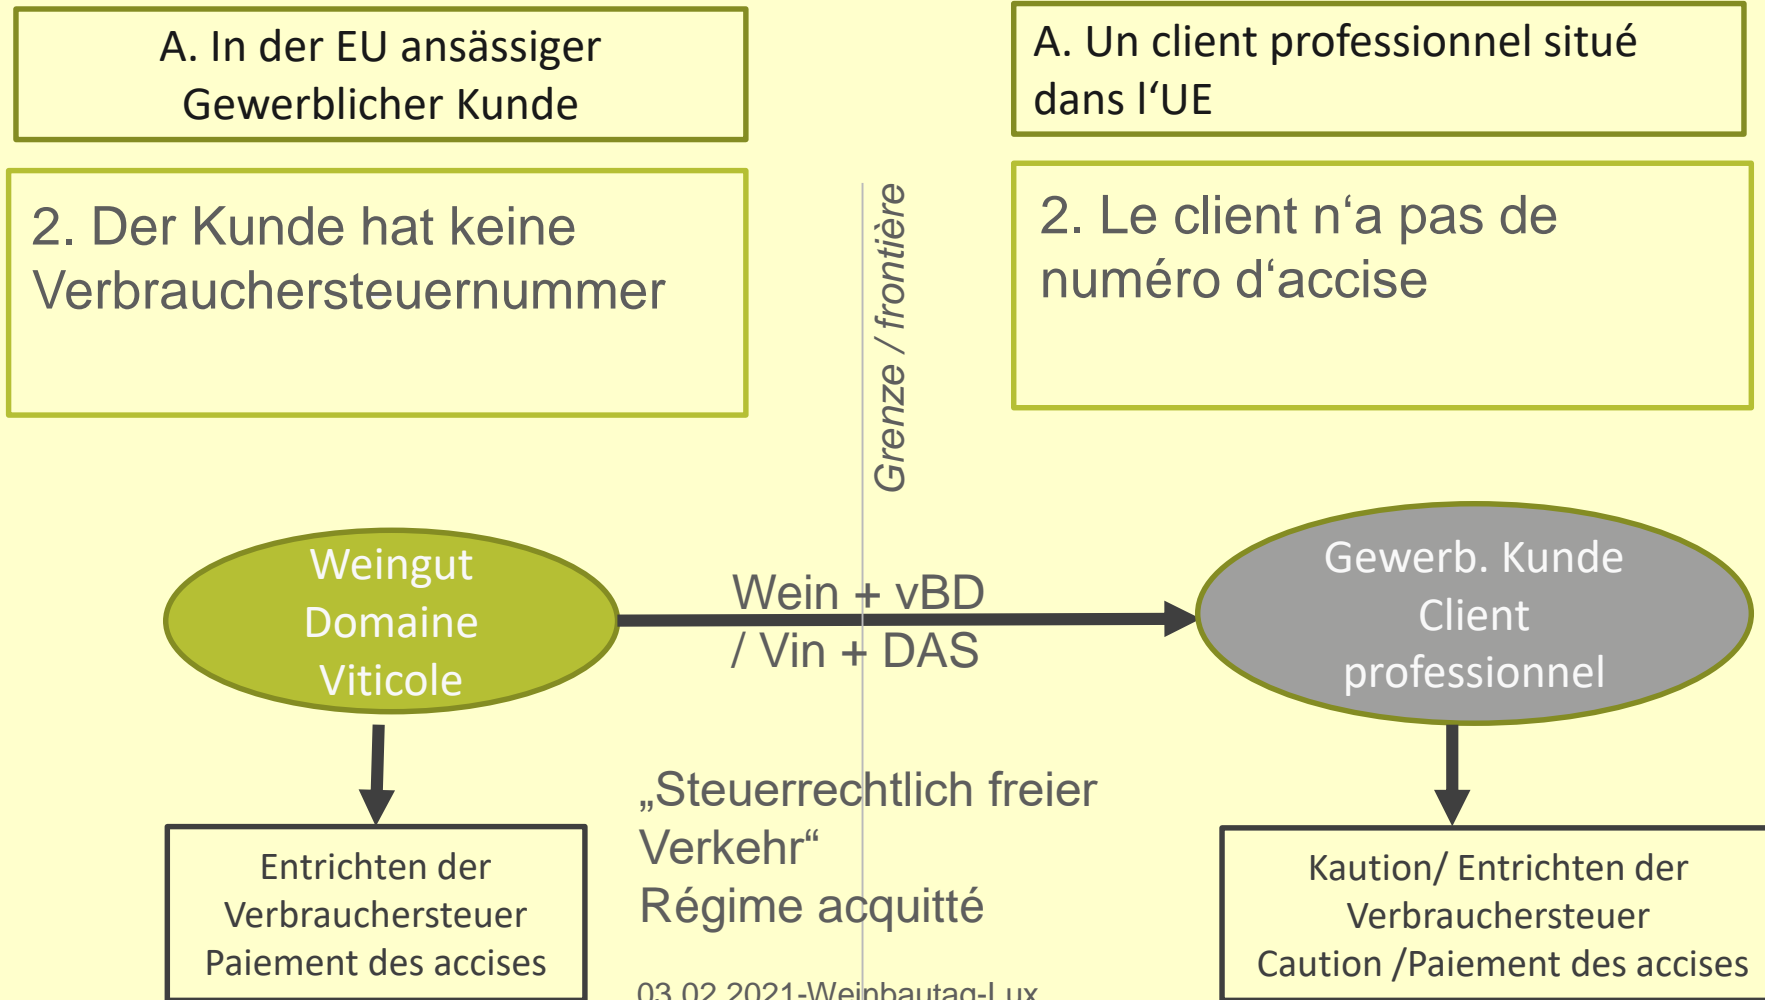 A. In der EU ansässiger
Gewerblicher Kunde
A. Un client professionnel situé
dans l‘UE
2. Der Kunde hat keine
Verbrauchersteuernummer
2. Le client n‘a pas de
numéro d‘accise
Grenze / frontière
Weingut
Domaine
Viticole
Wein + vBD
/ Vin + DAS
Gewerb. Kunde
Client
professionnel
„Steuerrechtlich freier
Verkehr“
Régime acquitté
Entrichten der
Verbrauchersteuer
Paiement des accises
Kaution/ Entrichten der
Verbrauchersteuer
Caution /Paiement des accises
03.02.2021-Weinbautag-Lux